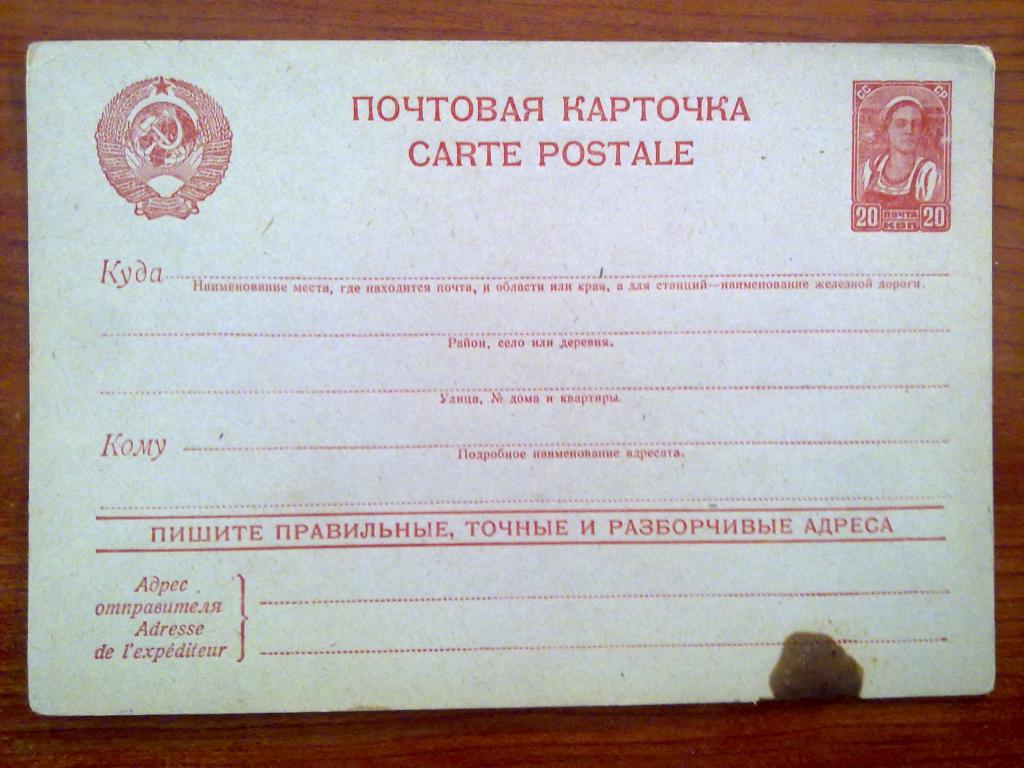 ПОЧТОВАЯ КАРТОЧКА
CARTE POSTALE
СС СР
20 ПОЧТА 20
КОП
Куда
Наименование места, где находится почта, и области или края, а для станций—наименование железной дороги.
Район, село или деревня.
Улица, № дома и квартиры.
Кому
Подробное наименование адресата.
ПИШИТЕ ПРАВИЛЬНЫЕ, ТОЧНЫЕ И РАЗБОРЧИВЫЕ АДРЕСА
Адрес
отправителя
Adresse
de l'expéditeur